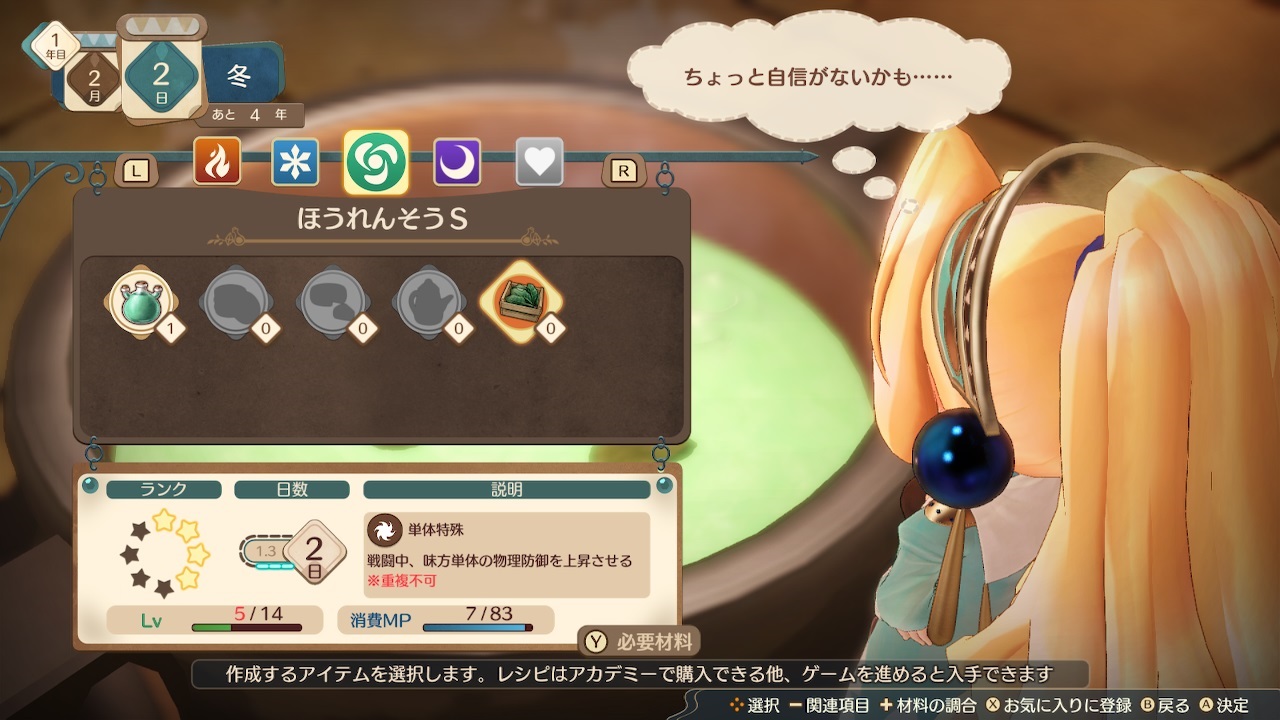 1
年目
2
月
2
日
冬
あと 4 年
ちょっと自信がないかも……
L
R
ほうれんそうS
1
0
0
0
0
ランク
日数
説明
1.3
2
日
単体特殊
戦闘中、味方単体の物理防御を上昇させる
※重複不可
Lv
5/14
消費MP
7/83
Y 必要材料
作成するアイテムを選択します。レシピはアカデミーで購入できる他、ゲームを進めると入手できます
選択 関連項目 材料の調合 X お気に入りに登録 B 戻る A 決定